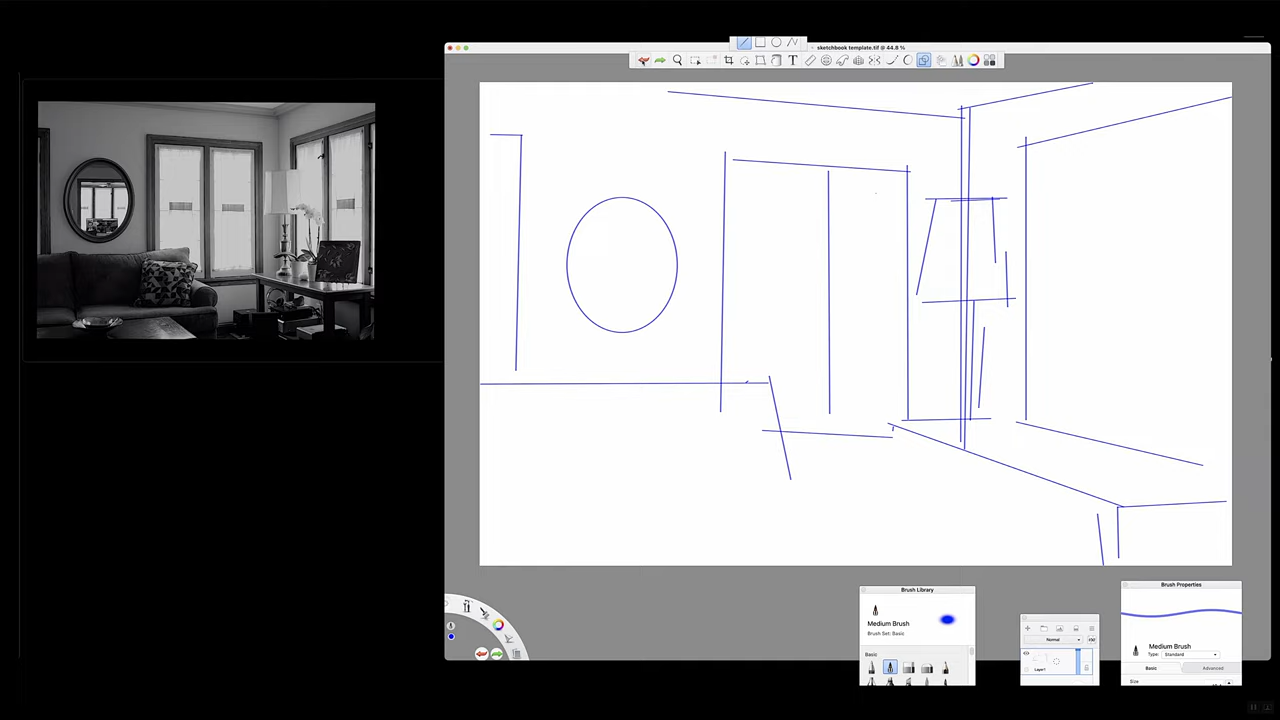 sketchbook template.tif @ 44.8 %
T
Brush Library
Medium Brush
Brush Set: Basic
Basic
Normal
Layer1
Brush Properties
Medium Brush
Type: Standard
Basic
Advanced
Size